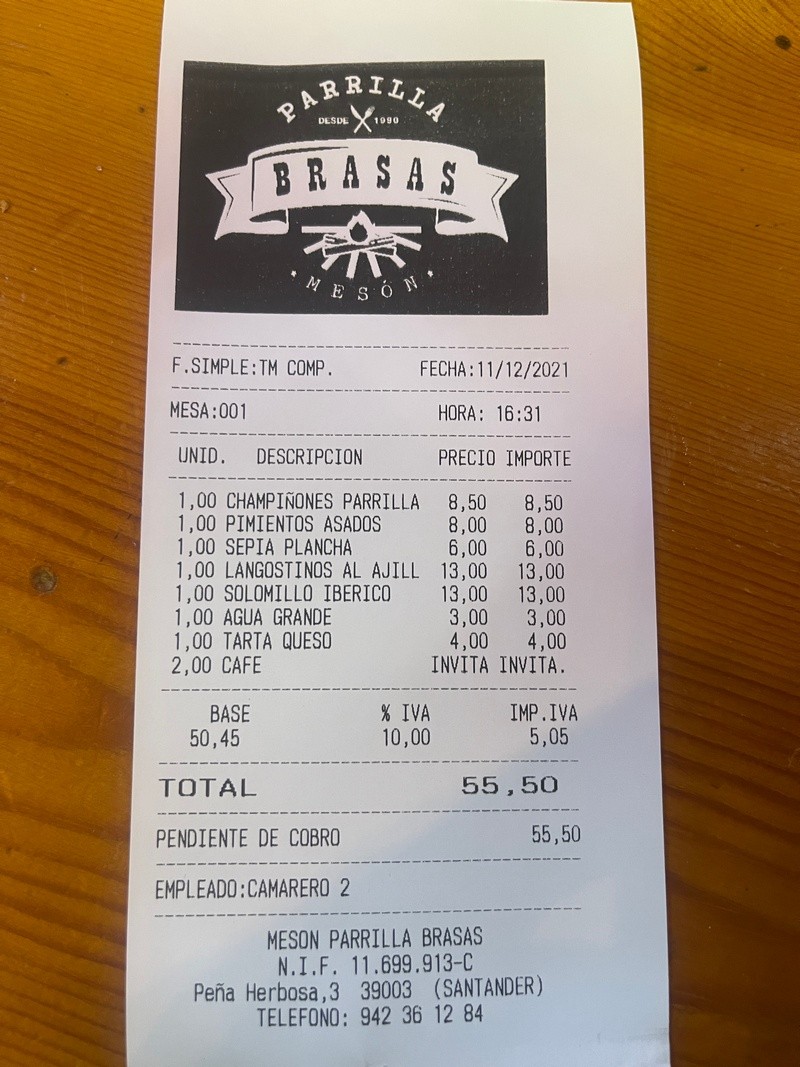 PARRILLA
DESDE 1990
BRASAS
MESÓN
F.SIMPLE:TM COMP. FECHA:11/12/2021
MESA:001 HORA: 16:31
UNID. DESCRIPCION PRECIO IMPORTE
1,00 CHAMPIÑONES PARRILLA 8,50 8,50
1,00 PIMIENTOS ASADOS 8,00 8,00
1,00 SEPIA PLANCHA 6,00 6,00
1,00 LANGOSTINOS AL AJILL 13,00 13,00
1,00 SOLOMILLO IBERICO 13,00 13,00
1,00 AGUA GRANDE 3,00 3,00
1,00 TARTA QUESO 4,00 4,00
2,00 CAFE INVITA INVITA.
BASE % IVA IMP.IVA
50,45 10,00 5,05
TOTAL 55,50
PENDIENTE DE COBRO 55,50
EMPLEADO:CAMARERO 2
MESON PARRILLA BRASAS
N.I.F. 11.699.913-C
Peña Herbosa,3 39003 (SANTANDER)
TELEFONO: 942 36 12 84